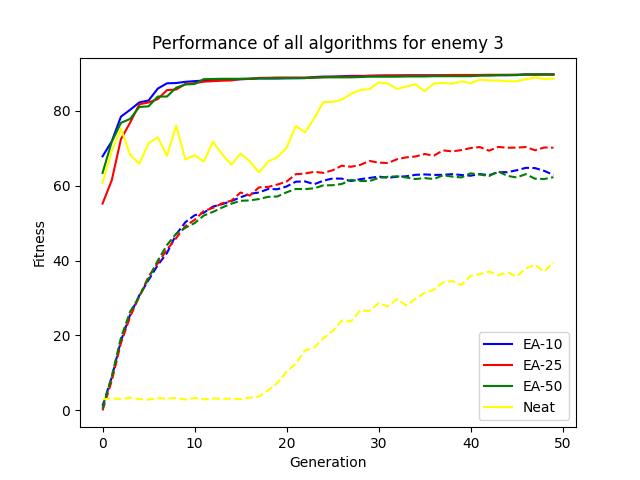 Performance of all algorithms for enemy 3
Fitness
80
60
40
20
0
0 10 20 30 40 50
Generation
EA-10
EA-25
EA-50
Neat